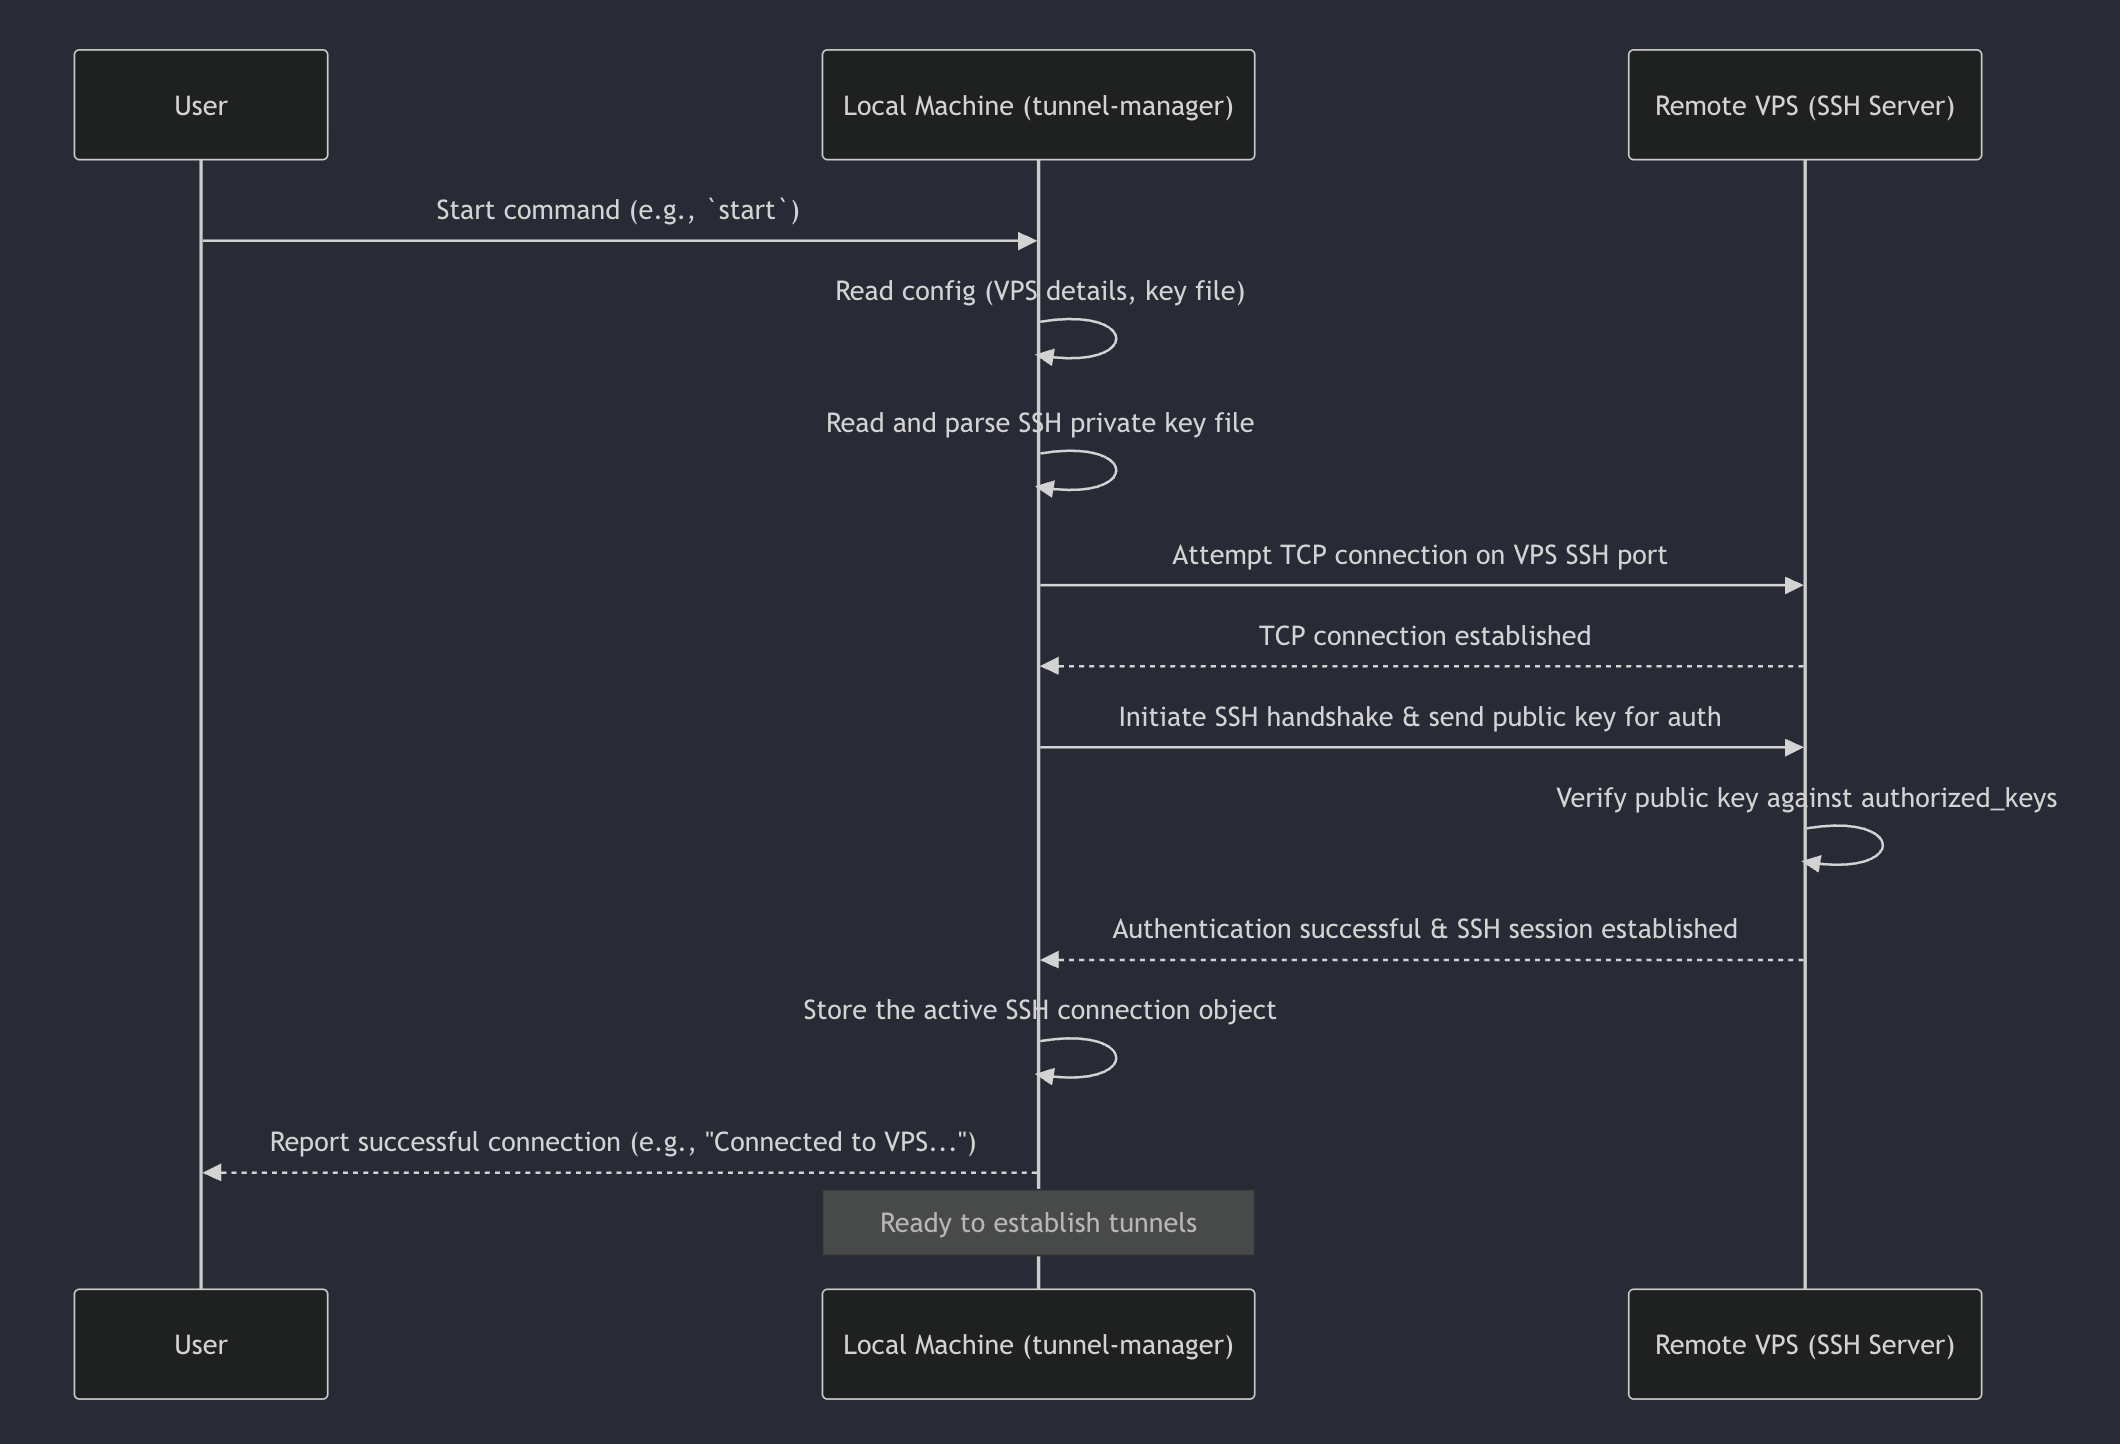 User
Local Machine (tunnel-manager)
Remote VPS (SSH Server)
Start command (e.g., `start`)
Read config (VPS details, key file)
Read and parse SSH private key file
Attempt TCP connection on VPS SSH port
TCP connection established
Initiate SSH handshake & send public key for auth
Verify public key against authorized_keys
Authentication successful & SSH session established
Store the active SSH connection object
Report successful connection (e.g., "Connected to VPS...")
Ready to establish tunnels
User
Local Machine (tunnel-manager)
Remote VPS (SSH Server)